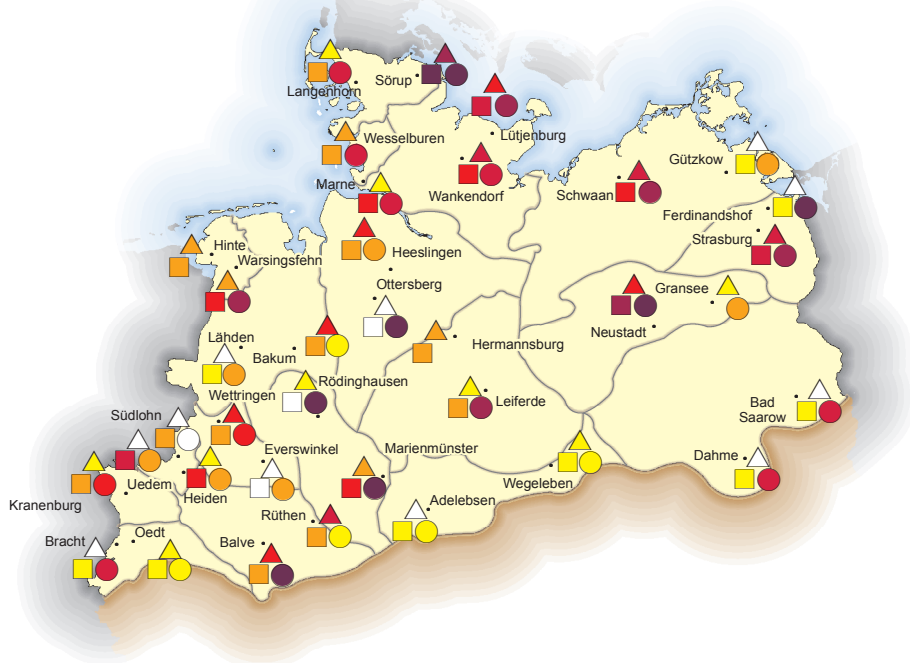 Sörup
Langenhorn
Lütjenburg
Wesselburen
Gützkow
Marne
Wankendorf
Schwaan
Ferdinandshof
Strasburg
Hinte
Heeslingen
Warsingsfehn
Ottersberg
Gransee
Neustadt
Lähden
Hermannsburg
Bakum
Rödinghausen
Wettringen
Leiferde
Bad
Saarow
Südlohn
Everswinkel
Marienmünster
Dahme
Wegeleben
Uedem
Heiden
Kranenburg
Adelebsen
Rüthen
Oedt
Bracht
Balve